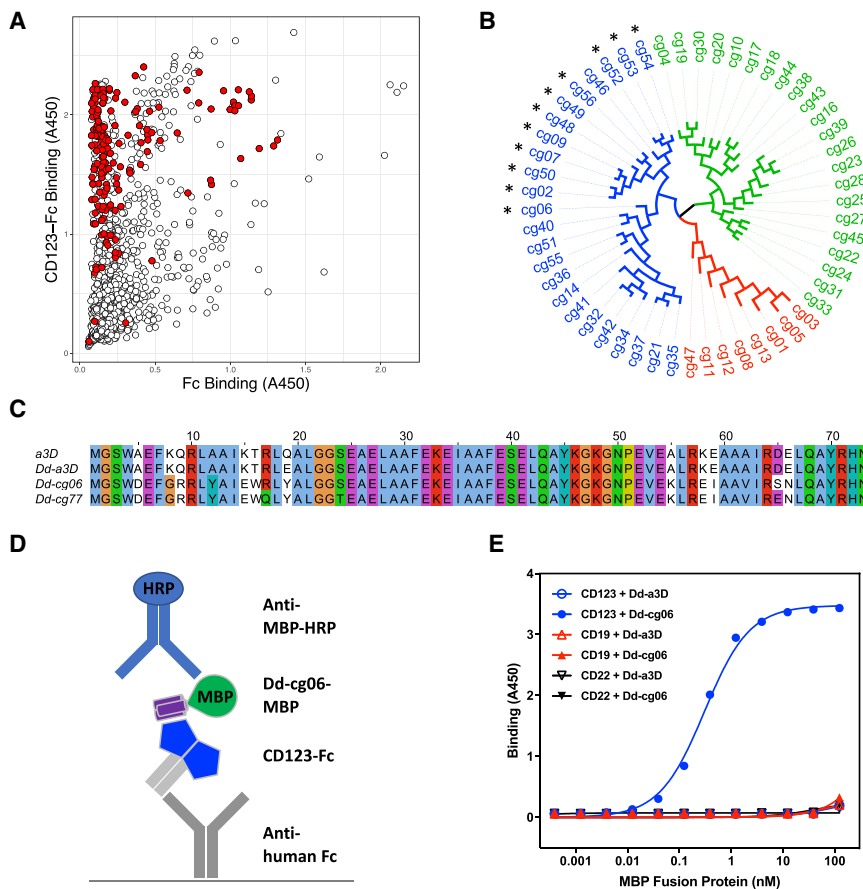 A
CD123–Fc Binding (A450)
2
1
0
0.0 0.5 1.0 1.5 2.0
Fc Binding (A450)
B
* * * * * * * * * * *
cg04
cg19
cg30
cg20
cg10
cg17
cg18
cg44
cg38
cg43
cg16
cg39
cg26
cg23
cg28
cg25
cg27
cg45
cg22
cg24
cg31
cg33
cg03
cg05
cg01
cg13
cg08
cg12
cg11
cg47
cg35
cg21
cg37
cg34
cg42
cg32
cg41
cg14
cg36
cg55
cg51
cg40
cg06
cg02
cg50
cg07
cg09
cg48
cg49
cg56
cg46
cg52
cg53
cg54
C
10 20 30 40 50 60 70
a3D MGSWAEFKQRLAAIKTRLQALGGSEAELAAFEKEIAAFESELQAYKGKGNPEVEALRKEAAAIRDELQAYRHN
Dd-a3D MGSWAEFKQRLAAIKTRLEALGGSEAELAAFEKEIAAFESELQAYKGKGNPEVEALRKEAAAIRDELQAYRHN
Dd-cg06 MGSWDEFGRRLYAIEWRLYALGGSEAELAAFEKEIAAFESELQAYKGKGNPEVEKLREIAAVIRSNLQAYRHN
Dd-cg77 MGSWDEFGRRLYAIEWQLYALGGTEAELAAFEKEIAAFESELQAYKGKGNPEVEALREIAAVIRENLQAYRHN
D
HRP
Anti-
MBP-HRP
MBP
Dd-cg06-
MBP
CD123-Fc
Anti-
human Fc
E
Binding (A450)
4
3
2
1
0
CD123 + Dd-a3D
CD123 + Dd-cg06
CD19 + Dd-a3D
CD19 + Dd-cg06
CD22 + Dd-a3D
CD22 + Dd-cg06
0.001 0.01 0.1 1 10 100
MBP Fusion Protein (nM)